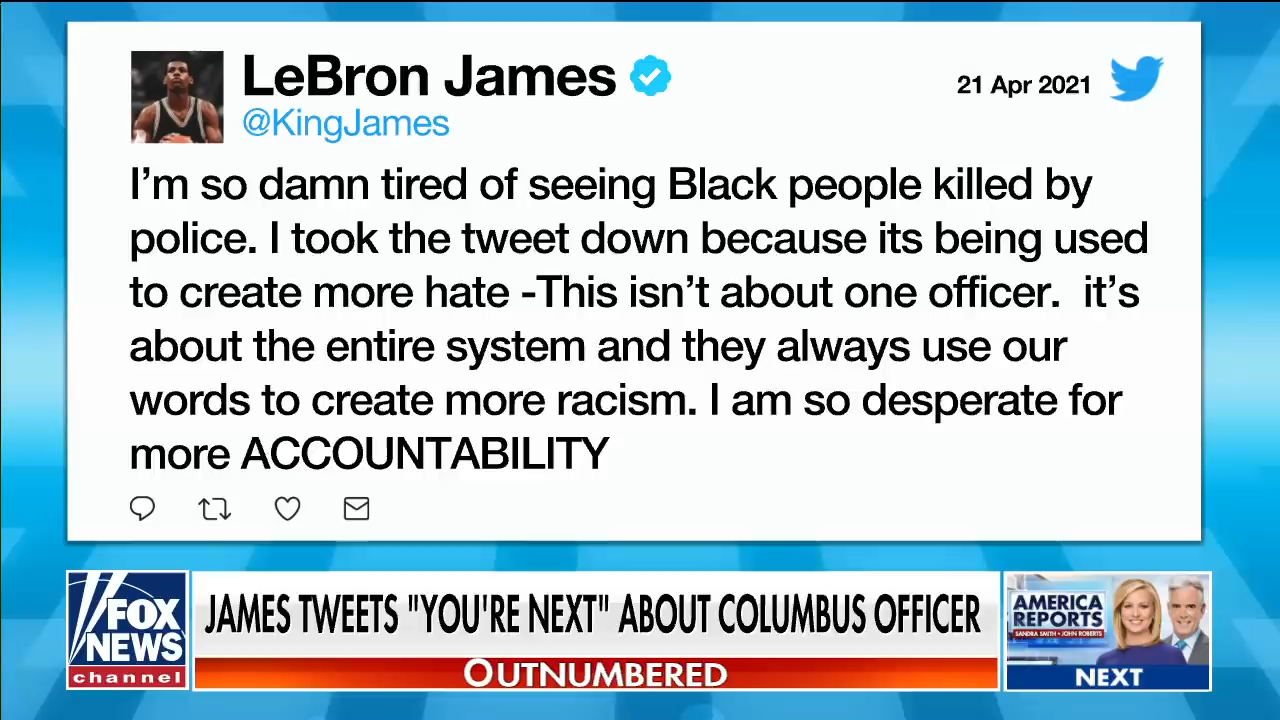 LeBron James
@KingJames
21 Apr 2021
I'm so damn tired of seeing Black people killed by
police. I took the tweet down because its being used
to create more hate -This isn't about one officer.  it's
about the entire system and they always use our
words to create more racism. I am so desperate for
more ACCOUNTABILITY
FOX
NEWS
channel
JAMES TWEETS "YOU'RE NEXT" ABOUT COLUMBUS OFFICER
OUTNUMBERED
AMERICA
REPORTS
SANDRA SMITH • JOHN ROBERTS
NEXT